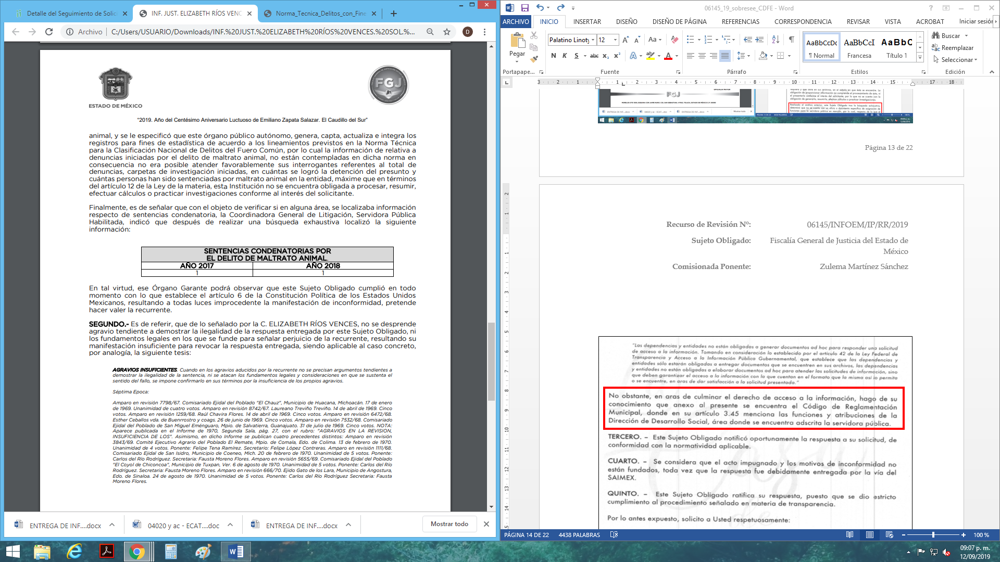 Detalle del Seguimiento de Solic
INF. JUST. ELIZABETH RÍOS VENC
Norma_Tecnica_Delitos_con_Fine
Archivo
C:/Users/USUARIO/Downloads/INF.%20JUST.%20ELIZABETH%20RÍOS%20VENCES.%20SOL.%...
D
ESTADO DE MÉXICO
FGJ
“2019. Año del Centésimo Aniversario Luctuoso de Emiliano Zapata Salazar. El Caudillo del Sur”
animal, y se le especificó que este órgano público autónomo, genera, capta, actualiza e integra los
registros para fines de estadística de acuerdo a los lineamientos previstos en la Norma Técnica
para la Clasificación Nacional de Delitos del Fuero Común, por lo cual la información de relativa a
denuncias iniciadas por el delito de maltrato animal, no están contempladas en dicha norma en
consecuencia no era posible atender favorablemente sus interrogantes referentes al total de
denuncias, carpetas de investigación iniciadas, en cuántas se logró la detención del presunto y
cuántas personas han sido sentenciadas por maltrato animal en la entidad, máxime que en términos
del artículo 12 de la Ley de la materia, esta Institución no se encuentra obligada a procesar, resumir,
efectuar cálculos o practicar investigaciones conforme al interés del solicitante.
Finalmente, es de señalar que con el objeto de verificar si en alguna área, se localizaba información
respecto de sentencias condenatoria, la Coordinadora General de Litigación, Servidora Pública
Habilitada, indicó que después de realizar una búsqueda exhaustiva localizó la siguiente
información:
SENTENCIAS CONDENATORIAS POR
EL DELITO DE MALTRATO ANIMAL.
AÑO 2017 AÑO 2018
1 1
En tal virtud, ese Órgano Garante podrá observar que este Sujeto Obligado cumplió en todo
momento con lo que establece el artículo 6 de la Constitución Política de los Estados Unidos
Mexicanos, resultando a todas luces improcedente la manifestación de inconformidad, pretende
hacer valer la recurrente.
SEGUNDO.- Es de referir, que de lo señalado por la C. ELIZABETH RÍOS VENCES, no se desprende
agravio tendiente a demostrar la ilegalidad de la respuesta entregada por este Sujeto Obligado, ni
los fundamentos legales en los que se funde para señalar perjuicio de la recurrente, resultando su
manifestación insuficiente para revocar la respuesta entregada, siendo aplicable al caso concreto,
por analogía, la siguiente tesis:
AGRAVIOS INSUFICIENTES. Cuando en los agravios aducidos por la recurrente no se precisan argumentos tendientes a
demostrar la ilegalidad de la sentencia, ni se atacan los fundamentos legales y consideraciones en que se sustenta el
sentido del fallo, se impone confirmarlo en sus términos por la insuficiencia de los propios agravios.
Séptima Epoca:
Amparo en revisión 7798/67. Comisariado Ejidal del Poblado "El Chauz", Municipio de Huacana, Michoacán. 17 de enero
de 1969. Unanimidad de cuatro votos. Amparo en revisión 8742/67. Laureano Treviño Treviño. 14 de abril de 1969. Cinco
votos. Amparo en revisión 1259/68. Raúl Chavira Flores. 14 de abril de 1969. Cinco votos. Amparo en revisión 6472/68.
Esther Ceballos vda. de Buenrrostro y coags. 26 de junio de 1969. Cinco votos. Amparo en revisión 7532/68. Comisariado
Ejidal del Poblado de San Miguel Eménguaro, Mpio. de Salvatierra, Guanajuato. 31 de julio de 1969. Cinco votos. NOTA:
Aparece publicada en el Informe de 1970, Segunda Sala, pág. 27, con el rubro: "AGRAVIOS EN LA REVISION,
INSUFICIENCIA DE LOS". Asimismo, en dicho Informe se publican cuatro precedentes distintos: Amparo en revisión
3843/69. Comité Ejecutivo Agrario del Poblado El Remate, Mpio. de Comala, Edo. de Colima. 13 de febrero de 1970.
Unanimidad de 4 votos. Ponente: Felipe Tena Ramírez. Secretario: Felipe López Contreras. Amparo en revisión 1111/68.
Comisariado Ejidal de San Isidro, Municipio de Coeneo, Mich. 20 de febrero de 1970. Unanimidad de 5 votos. Ponente:
Carlos del Río Rodríguez. Secretaria: Fausta Moreno Flores. Amparo en revisión 5655/69. Comisariado Ejidal del Poblado
"El Coyol de Chiconcoa", Municipio de Tuxpan, Ver. 6 de agosto de 1970. Unanimidad de 5 votos. Ponente: Carlos del Río
Rodríguez. Secretaria: Fausta Moreno Flores. Amparo en revisión 666/70. Ejido Gato de los Lara, Municipio de Angostura,
Edo. de Sinaloa. 24 de agosto de 1970. Unanimidad de 5 votos. Ponente: Carlos del Río Rodríguez Secretaria: Fausta
Moreno Flores.
ENTREGA DE INF....docx
04020 y ac - ECAT....doc
ENTREGA DE INF....docx
Mostrar todo
06145_19_sobresee_CDFE - Word
ARCHIVO INICIO INSERTAR DISEÑO DISEÑO DE PÁGINA REFERENCIAS CORRESPONDENCIA REVISAR VISTA ACROBAT Iniciar sesión
Pegar
Palatino Linoty 12
N K S abc
AaBbCcDc AaBbCcI AaBbC
¶ Normal Francesa Título 1
Buscar
Reemplazar
Seleccionar
Portapape... Fuente Párrafo Estilos Edición
Página 13 de 22
Recurso de Revisión N°: 06145/INFOEM/IP/RR/2019
Sujeto Obligado: Fiscalía General de Justicia del Estado de
México
Comisionada Ponente: Zulema Martínez Sánchez
"Las dependencias y entidades no están obligadas a generar documentos ad hoc para responder una solicitud
de acceso a la información. Tomando en consideración lo establecido por el artículo 42 de la Ley Federal de
Transparencia y Acceso a la Información Pública Gubernamental, que establece que las dependencias y
entidades sólo estarán obligadas a entregar documentos que se encuentren en sus archivos, las dependencias
y entidades no están obligadas a elaborar documentos ad hoc para atender las solicitudes de información, sino
que deben garantizar el acceso a la información con la que cuentan en el formato que la misma así lo permita
o se encuentre, en aras de dar satisfacción a la solicitud presentada."
No obstante, en aras de culminar el derecho de acceso a la información, hago de su
conocimiento que anexo al presente se encuentra el Código de Reglamentación
Municipal, donde en su artículo 3.45 menciona las funciones y atribuciones de la
Dirección de Desarrollo Social, área donde se encuentra adscrita la servidora pública.
TERCERO. – Este Sujeto Obligado notificó oportunamente la respuesta a su solicitud, de
conformidad con la normatividad aplicable.
CUARTO. – Se considera que el acto impugnado y los motivos de inconformidad no
están fundados, toda vez que la respuesta fue debidamente entregada por la vía del
SAIMEX.
QUINTO. – Este Sujeto Obligado ratifica su respuesta, puesto que se dio estricto
cumplimiento al procedimiento señalado en materia de transparencia.
Por lo antes expuesto, solicito a Usted respetuosamente:
PÁGINA 14 DE 22 4438 PALABRAS
100 %
09:07 p. m.
12/09/2019